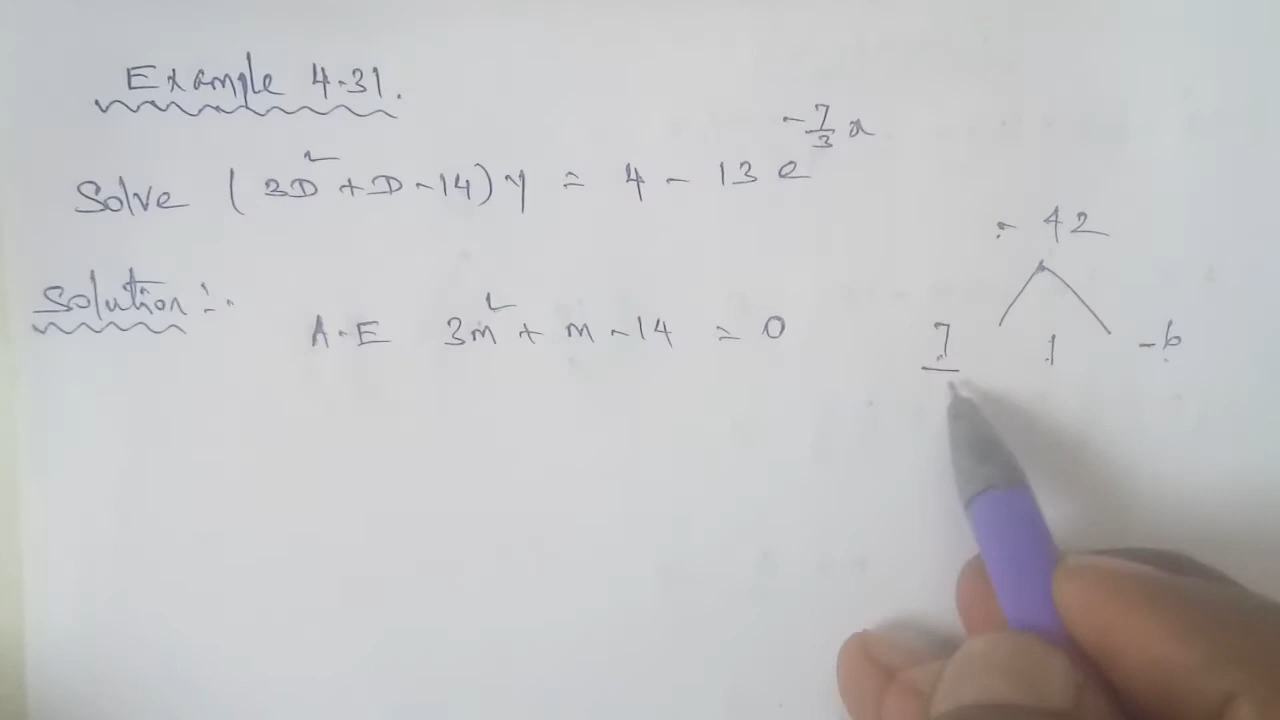 Example 4.31.
Solve (3D² + D - 14) y = 4 - 13 e^(-7/3 x)
- 42
Solution :-
A.E 3m² + m - 14 = 0
7 1 -6